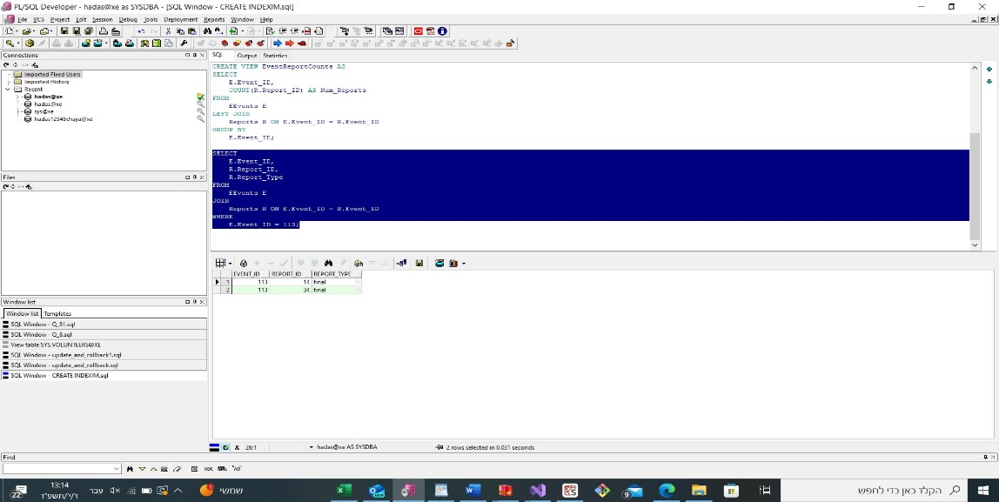 PL/SQL Developer - hadas@xe as SYSDBA - [SQL Window - CREATE INDEXIM.sql]
File VCS Project Edit Session Debug Tools Deployment Reports Window Help
Connections
Imported Fixed Users
Imported History
Recent
hadas@xe
hadas@xe
sys@xe
hadas12345chaya@xe
Files
Window list
Window list Templates
SQL Window - Q_81.sql
SQL Window - Q_8.sql
View table SYS.VOLUNTEERS@XE
SQL Window - update_and_rollback1.sql
SQL Window - update_and_rollback.sql
SQL Window - CREATE INDEXIM.sql
SQL Output Statistics
CREATE VIEW EventReportCounts AS
SELECT
E.Event_ID,
COUNT(R.Report_ID) AS Num_Reports
FROM
EEvents E
LEFT JOIN
Reports R ON E.Event_ID = R.Event_ID
GROUP BY
E.Event_ID;
SELECT
E.Event_ID,
R.Report_ID,
R.Report_Type
FROM
EEvents E
JOIN
Reports R ON E.Event_ID = R.Event_ID
WHERE
E.Event_ID = 113;
EVENT_ID REPORT_ID REPORT_TYPE
1 113 14 final
2 113 34 final
26:1 hadas@xe AS SYSDBA 2 rows selected in 0.031 seconds
Find
22
13:14
ז'/י/תשפ"ד
עבר
שמשי
9
הקלד כאן כדי לחפש